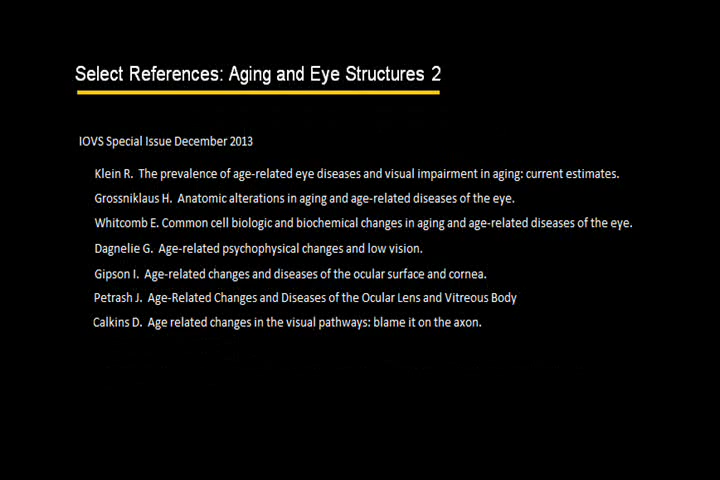 Select References: Aging and Eye Structures 2
IOVS Special Issue December 2013
Klein R. The prevalence of age-related eye diseases and visual impairment in aging: current estimates.
Grossniklaus H. Anatomic alterations in aging and age-related diseases of the eye.
Whitcomb E. Common cell biologic and biochemical changes in aging and age-related diseases of the eye.
Dagnelie G. Age-related psychophysical changes and low vision.
Gipson I. Age-related changes and diseases of the ocular surface and cornea.
Petrash J. Age-Related Changes and Diseases of the Ocular Lens and Vitreous Body
Calkins D. Age related changes in the visual pathways: blame it on the axon.